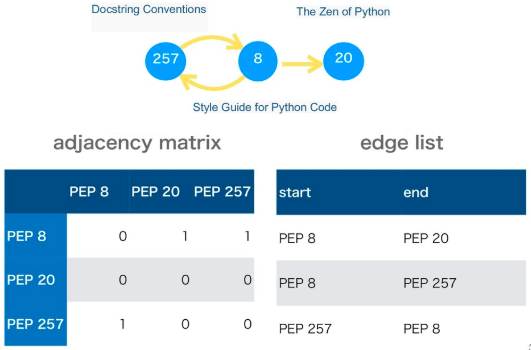 Docstring Conventions
The Zen of Python
257
8
20
Style Guide for Python Code
adjacency matrix
PEP 8 PEP 20 PEP 257
PEP 8 0 1 1
PEP 20 0 0 0
PEP 257 1 0 0
edge list
start end
PEP 8 PEP 20
PEP 8 PEP 257
PEP 257 PEP 8